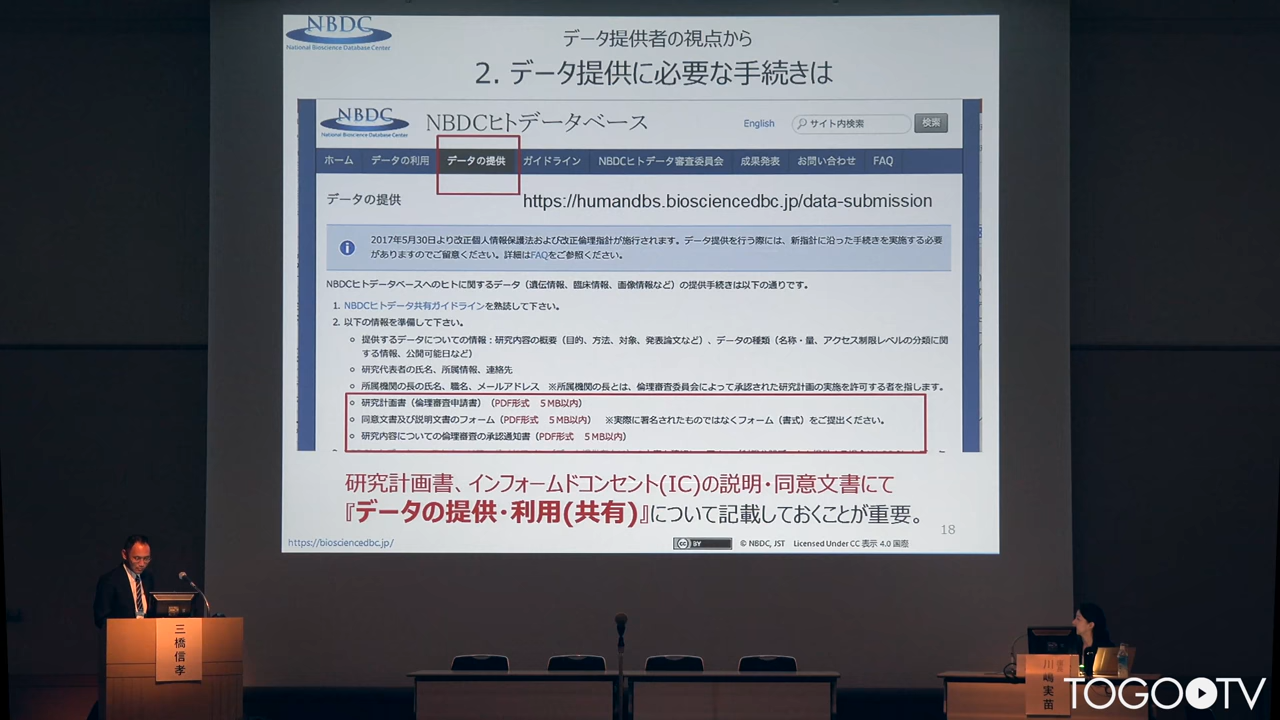 NBDC
National Bioscience Database Center
データ提供者の視点から
2. データ提供に必要な手続きは
NBDC
National Bioscience Database Center
NBDCヒトデータベース
English
サイト内検索
検索
ホーム データの利用 データの提供 ガイドライン NBDCヒトデータ審査委員会 成果発表 お問い合わせ FAQ
データの提供
https://humandbs.biosciencedbc.jp/data-submission
2017年5月30日より改正個人情報保護法および改正倫理指針が施行されます。データ提供を行う際には、新指針に沿った手続きを実施する必要
がありますのでご留意ください。詳細はFAQをご参照ください。
NBDCヒトデータベースへのヒトに関するデータ（遺伝情報、臨床情報、画像情報など）の提供手続きは以下の通りです。
1. NBDCヒトデータ共有ガイドラインを熟読して下さい。
2. 以下の情報を準備して下さい。
提供するデータについての情報：研究内容の概要（目的、方法、対象、発表論文など）、データの種類（名称・量、アクセス制限レベルの分類に関
する情報、公開可能日など）
研究代表者の氏名、所属情報、連絡先
所属機関の長の氏名、職名、メールアドレス ※所属機関の長とは、倫理審査委員会によって承認された研究計画の実施を許可する者を指します。
研究計画書（倫理審査申請書）（PDF形式 5MB以内）
同意文書及び説明文書のフォーム（PDF形式 5MB以内） ※実際に署名されたものではなくフォーム（書式）をご提出ください。
研究内容についての倫理審査の承認通知書（PDF形式 5MB以内）
研究計画書、インフォームドコンセント(IC)の説明・同意文書にて
『データの提供・利用(共有)』について記載しておくことが重要。
18
https://biosciencedbc.jp/
cc BY
© NBDC, JST Licensed Under CC 表示 4.0 国際
三橋信孝
川嶋実苗
TOGO TV